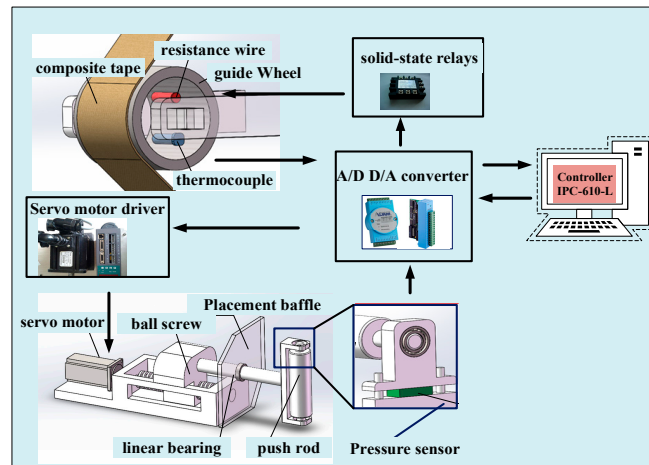 resistance wire
composite tape
guide Wheel
solid-state relays
thermocouple
A/D D/A converter
Controller
IPC-610-L
Servo motor driver
Placement baffle
servo motor
ball screw
linear bearing
push rod
Pressure sensor